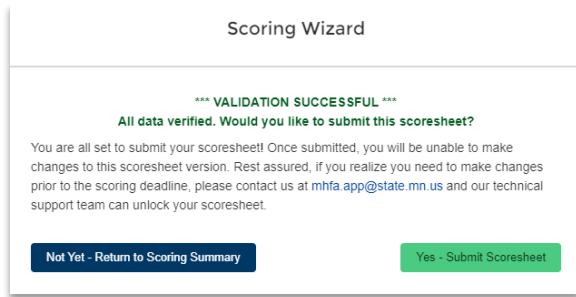 Scoring Wizard
*** VALIDATION SUCCESSFUL ***
All data verified. Would you like to submit this scoresheet?
You are all set to submit your scoresheet! Once submitted, you will be unable to make
changes to this scoresheet version. Rest assured, if you realize you need to make changes
prior to the scoring deadline, please contact us at mhfa.app@state.mn.us and our technical
support team can unlock your scoresheet.
Not Yet - Return to Scoring Summary
Yes - Submit Scoresheet